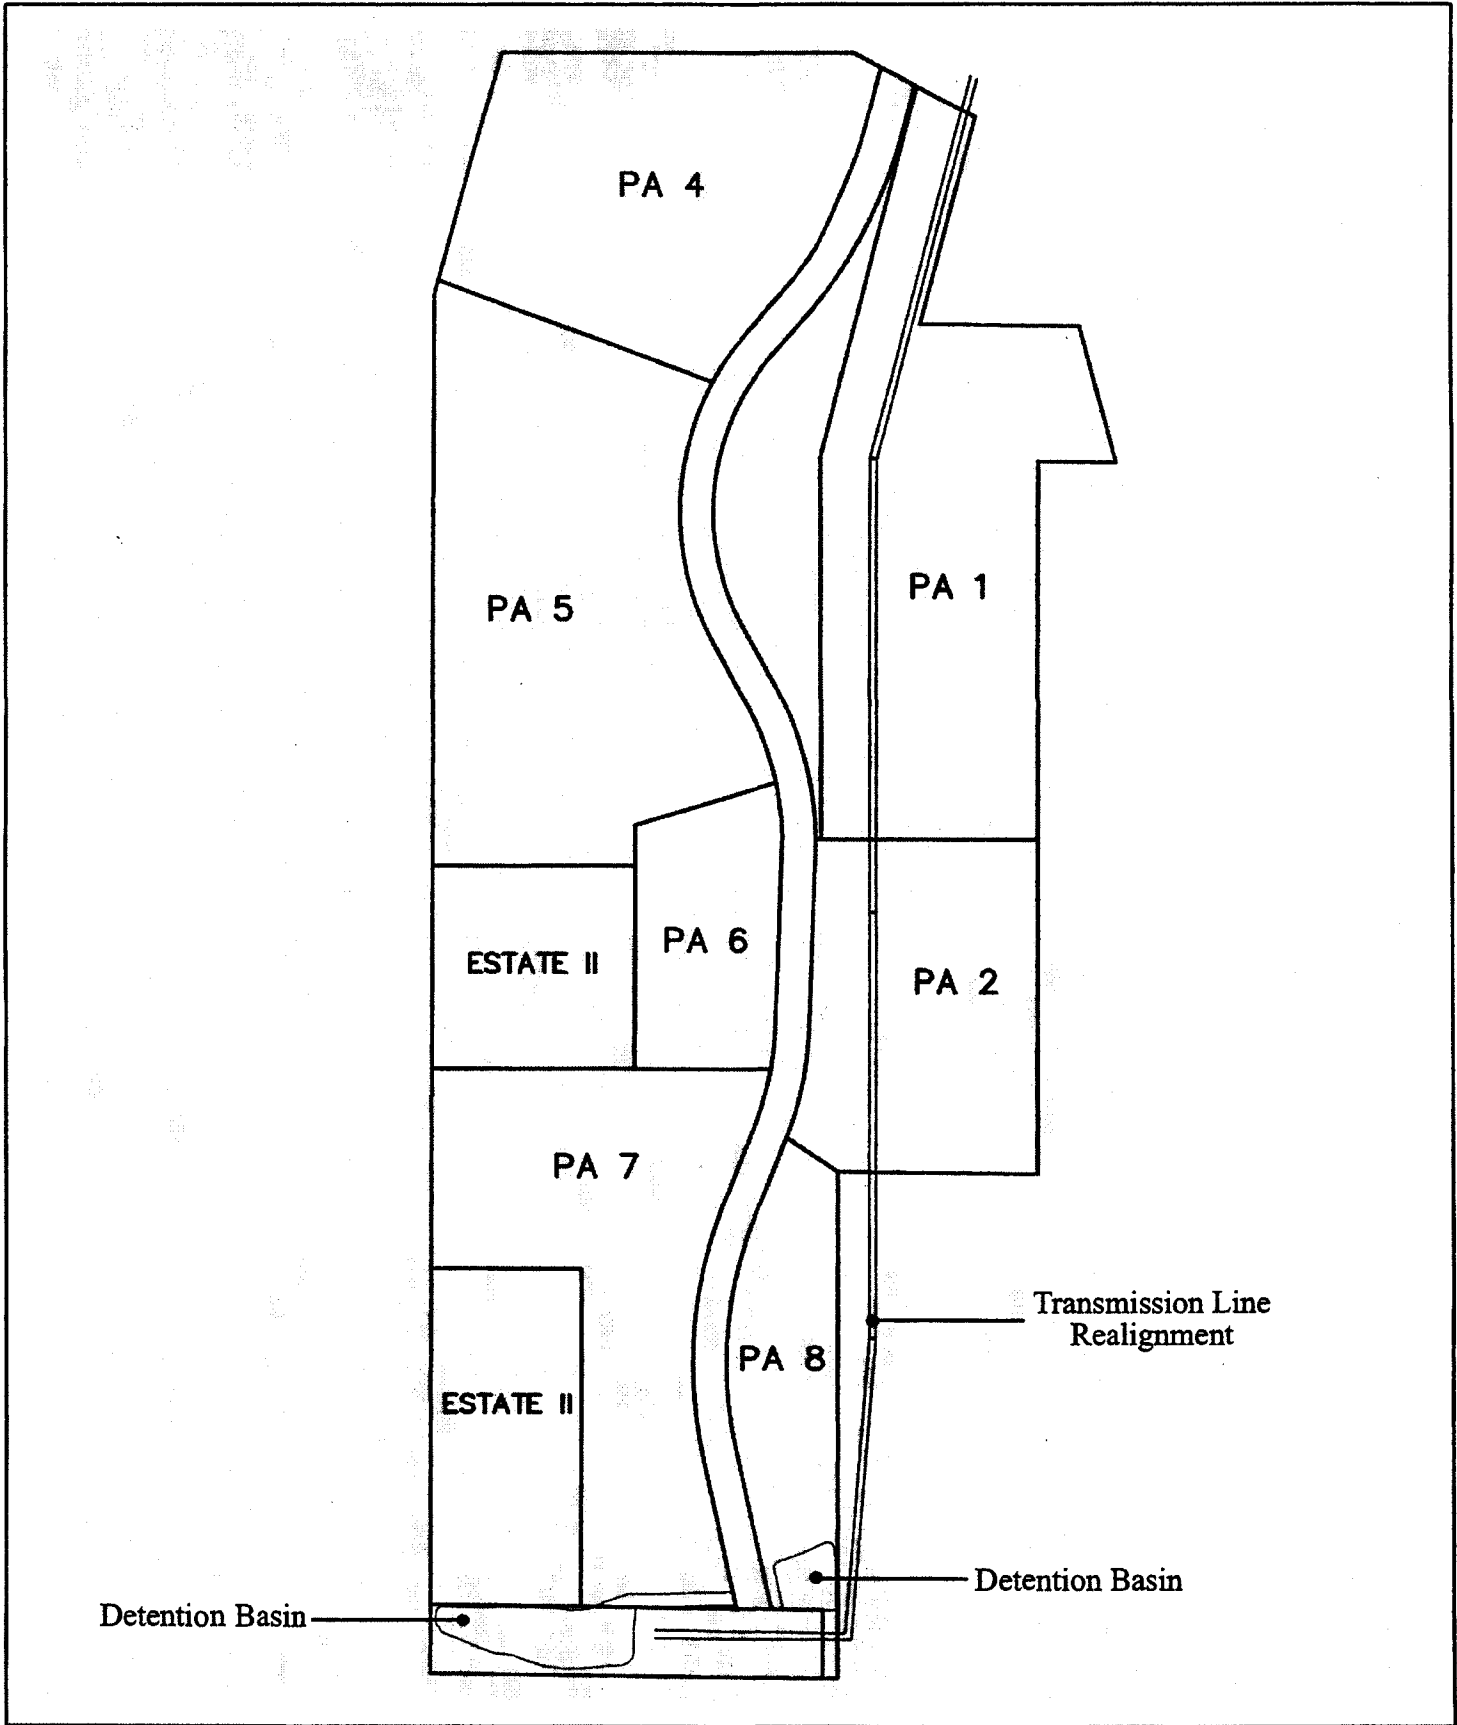 PA 4
PA 1
PA 5
PA 6
ESTATE II
PA 2
PA 7
Transmission Line
Realignment
PA 8
ESTATE II
Detention Basin
Detention Basin